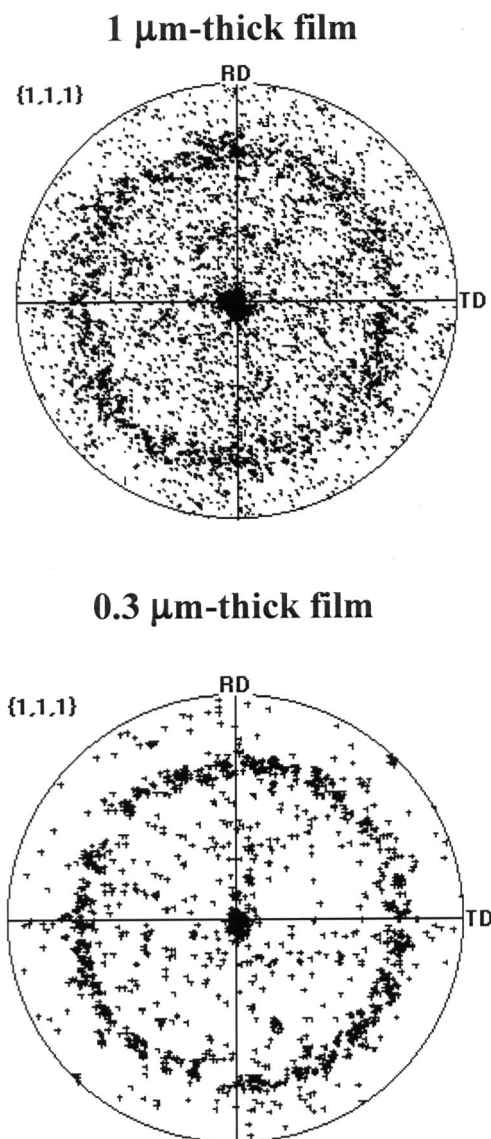 1 μm-thick film
RD
{1,1,1}
TD
0.3 μm-thick film
RD
{1,1,1}
TD